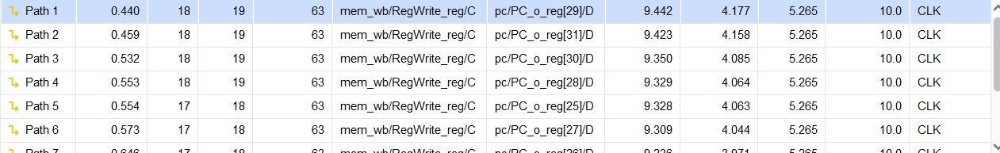 Path 1 0.440 18 19 63 mem_wb/RegWrite_reg/C pc/PC_o_reg[29]/D 9.442 4.177 5.265 10.0 CLK
Path 2 0.459 18 19 63 mem_wb/RegWrite_reg/C pc/PC_o_reg[31]/D 9.423 4.158 5.265 10.0 CLK
Path 3 0.532 18 19 63 mem_wb/RegWrite_reg/C pc/PC_o_reg[30]/D 9.350 4.085 5.265 10.0 CLK
Path 4 0.553 18 19 63 mem_wb/RegWrite_reg/C pc/PC_o_reg[28]/D 9.329 4.064 5.265 10.0 CLK
Path 5 0.554 17 18 63 mem_wb/RegWrite_reg/C pc/PC_o_reg[25]/D 9.328 4.063 5.265 10.0 CLK
Path 6 0.573 17 18 63 mem_wb/RegWrite_reg/C pc/PC_o_reg[27]/D 9.309 4.044 5.265 10.0 CLK
Path 7 0.646 17 18 63 mem_wb/RegWrite_reg/C pc/PC_o_reg[26]/D 9.236 3.971 5.265 10.0 CLK